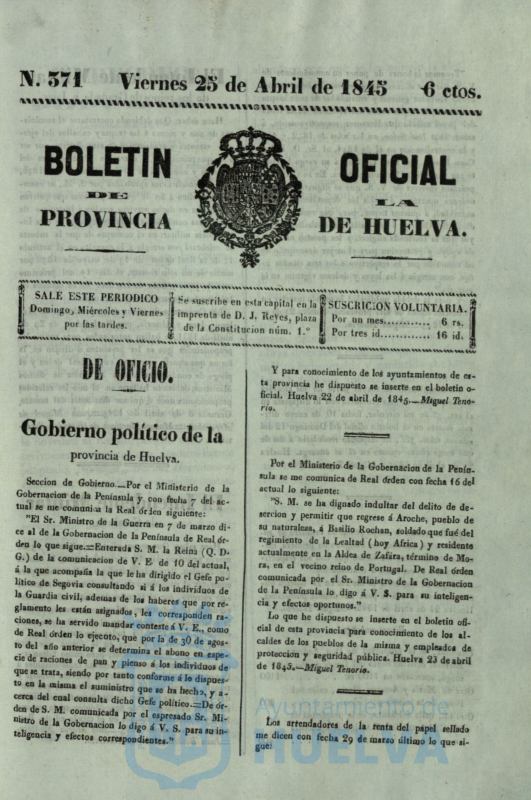 N. 371 Viernes 25 de Abril de 1845 6 ctos.
BOLETIN OFICIAL
DE LA
PROVINCIA DE HUELVA.
SALE ESTE PERIODICO
Domingo, Miércoles y Viernes
por las tardes.
Se suscribe en esta capital en la
imprenta de D. J. Reyes, plaza
de la Constitucion núm. 1.º
SUSCRICION VOLUNTARIA.
Por un mes........... 6 rs.
Por tres id........... 16 id.
DE OFICIO.
Gobierno político de la
provincia de Huelva.
Seccion de Gobierno.—Por el Ministerio de la
Gobernacion de la Península y con fecha 7 del ac-
tual se me comunica la Real órden siguiente:
"El Sr. Ministro de la Guerra en 7 de marzo di-
ce al de la Gobernacion de la Península de Real ór-
den lo que sigue.=Enterada S. M. la Reina (Q. D.
G.) de la comunicacion de V. E. de 10 del actual,
á la que acompaña la que le ha dirigido el Gefe po-
lítico de Segovia consultando si á los individuos de
la Guardia civil, ademas de los haberes que por re-
glamento les están asignados, les corresponden ra-
ciones, se ha servido mandar conteste á V. E., como
de Real órden lo ejecuto, que por la de 30 de agos-
to del año anterior se determina el abono en espe-
cie de raciones de pan y pienso á los individuos de
que se trata, siendo por tanto conforme á lo dispues-
to en la misma el suministro que se ha hecho, y a-
cerca del cual consulta dicho Gefe político.=De ór-
den de S. M. comunicada por el espresado Sr. Mi-
nistro de la Gobernacion lo digo á V. S. para su in-
teligencia y efectos correspondientes."
Y para conocimiento de los ayuntamientos de es-
ta provincia he dispuesto se inserte en el boletin o-
ficial. Huelva 22 de abril de 1845.—Miguel Teno-
rio.
Por el Ministerio de la Gobernacion de la Penín-
sula se me comunica de Real órden con fecha 16 del
actual lo siguiente:
"S. M. se ha dignado indultar del delito de de-
sercion y permitir que regrese á Aroche, pueblo de
su naturaleza, á Basilio Rochan, soldado que fué del
regimiento de la Lealtad (hoy Africa) y residente
actualmente en la Aldea de Zafára, término de Mo-
ra, en el vecino reino de Portugal. De Real órden
comunicada por el Sr. Ministro de la Gobernacion
de la Península lo digo á V. S. para su inteligen-
cia y efectos oportunos."
Lo que he dispuesto se inserte en el boletin ofi-
cial de esta provincia para conocimiento de los al-
caldes de los pueblos de la misma y empleados de
proteccion y seguridad pública. Huelva 23 de abril
de 1845.—Miguel Tenorio.
Los arrendadores de la renta del papel sellado
me dicen con fecha 29 de marzo último lo que si-
gue:
Ayuntamiento de
HUELVA